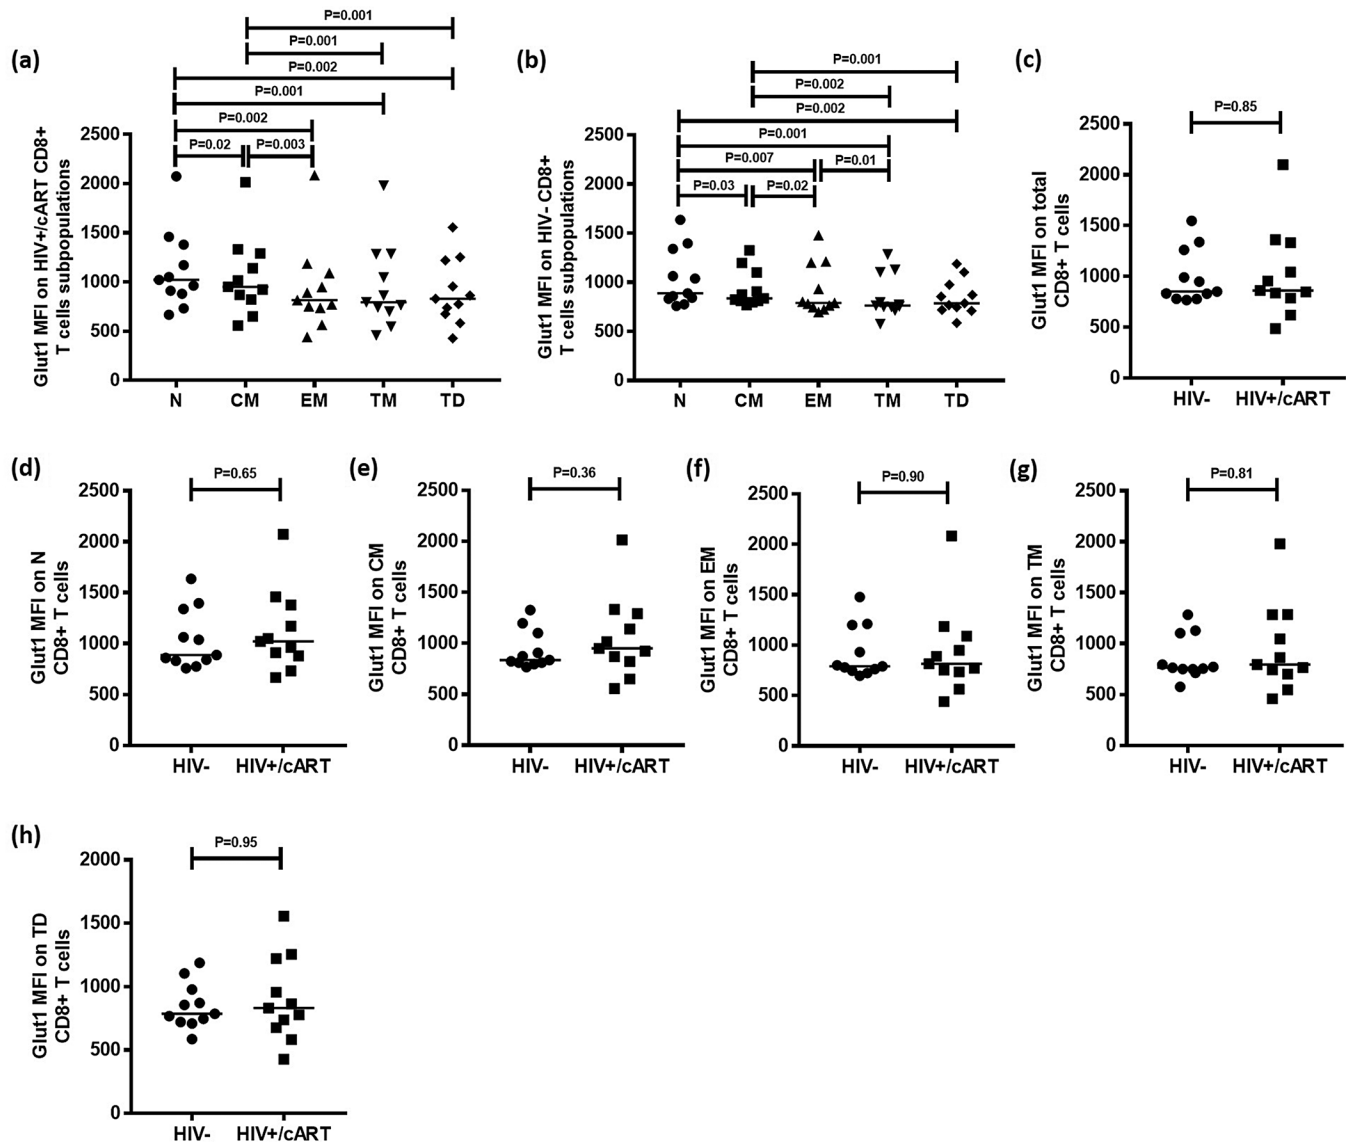 (a)
P=0.001
P=0.001
P=0.002
P=0.001
P=0.002
P=0.02 P=0.003
Glut1 MFI on HIV+/cART CD8+
T cells subpopulations
2500
2000
1500
1000
500
0
N CM EM TM TD
(b)
P=0.001
P=0.002
P=0.002
P=0.001
P=0.007 P=0.01
P=0.03 P=0.02
Glut1 MFI on HIV- CD8+
T cells subpopulations
2500
2000
1500
1000
500
0
N CM EM TM TD
(c)
P=0.85
Glut1 MFI on total
CD8+ T cells
2500
2000
1500
1000
500
0
HIV- HIV+/cART
(d)
P=0.65
Glut1 MFI on N
CD8+ T cells
2500
2000
1500
1000
500
0
HIV- HIV+/cART
(e)
P=0.36
Glut1 MFI on CM
CD8+ T cells
2500
2000
1500
1000
500
0
HIV- HIV+/cART
(f)
P=0.90
Glut1 MFI on EM
CD8+ T cells
2500
2000
1500
1000
500
0
HIV- HIV+/cART
(g)
P=0.81
Glut1 MFI on TM
CD8+ T cells
2500
2000
1500
1000
500
0
HIV- HIV+/cART
(h)
P=0.95
Glut1 MFI on TD
CD8+ T cells
2000
1500
1000
500
0
HIV- HIV+/cART